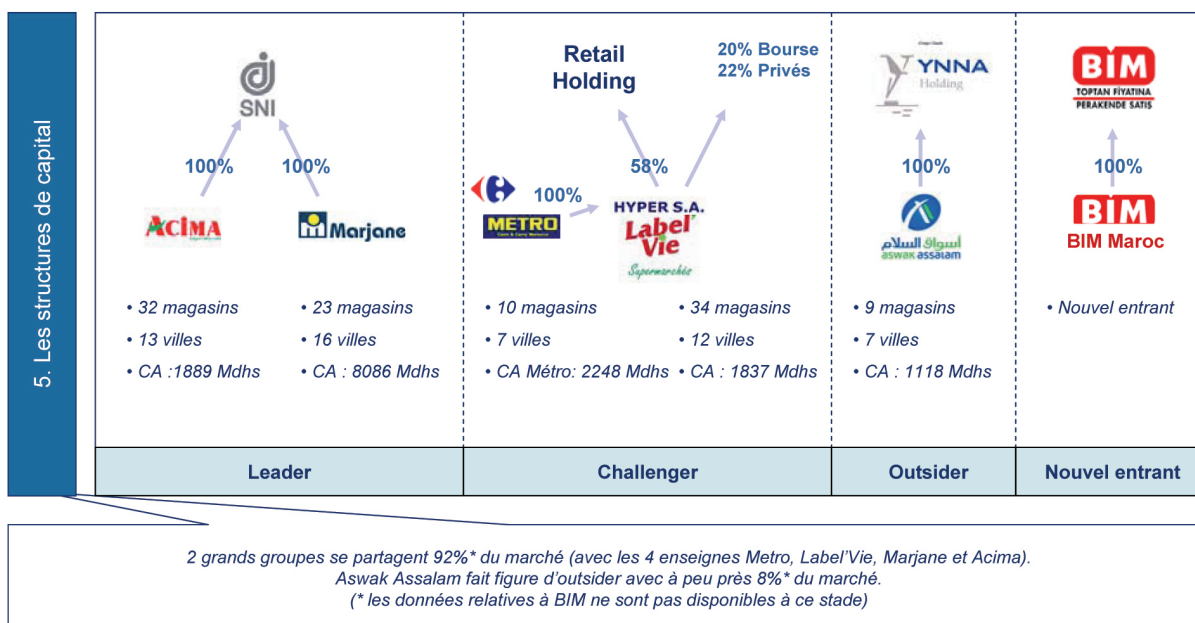 5. Les structures de capital
SNI
100%
100%
ACIMA
Marjane
• 32 magasins
• 13 villes
• CA :1889 Mdhs
• 23 magasins
• 16 villes
• CA : 8086 Mdhs
Leader
Retail
Holding
20% Bourse
22% Privés
58%
100%
METRO
HYPER S.A.
Label'
Vie
Supermarchés
• 10 magasins
• 7 villes
CA Métro: 2248 Mdhs
• 34 magasins
• 12 villes
• CA : 1837 Mdhs
Challenger
YNNA
Holding
100%
أسواق السلام
aswak assalam
• 9 magasins
• 7 villes
• CA : 1118 Mdhs
Outsider
BİM
TOPTAN FİYATINA
PERAKENDE SATIŞ
100%
BİM
BIM Maroc
• Nouvel entrant
Nouvel entrant
2 grands groupes se partagent 92%* du marché (avec les 4 enseignes Metro, Label'Vie, Marjane et Acima).
Aswak Assalam fait figure d'outsider avec à peu près 8%* du marché.
(* les données relatives à BIM ne sont pas disponibles à ce stade)